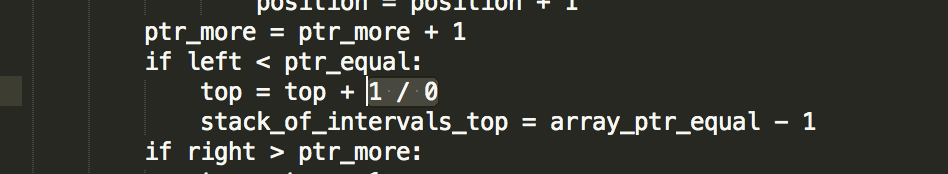 position = position + 1
ptr_more = ptr_more + 1
if left < ptr_equal:
top = top + 1 / 0
stack_of_intervals_top = array_ptr_equal - 1
if right > ptr_more: